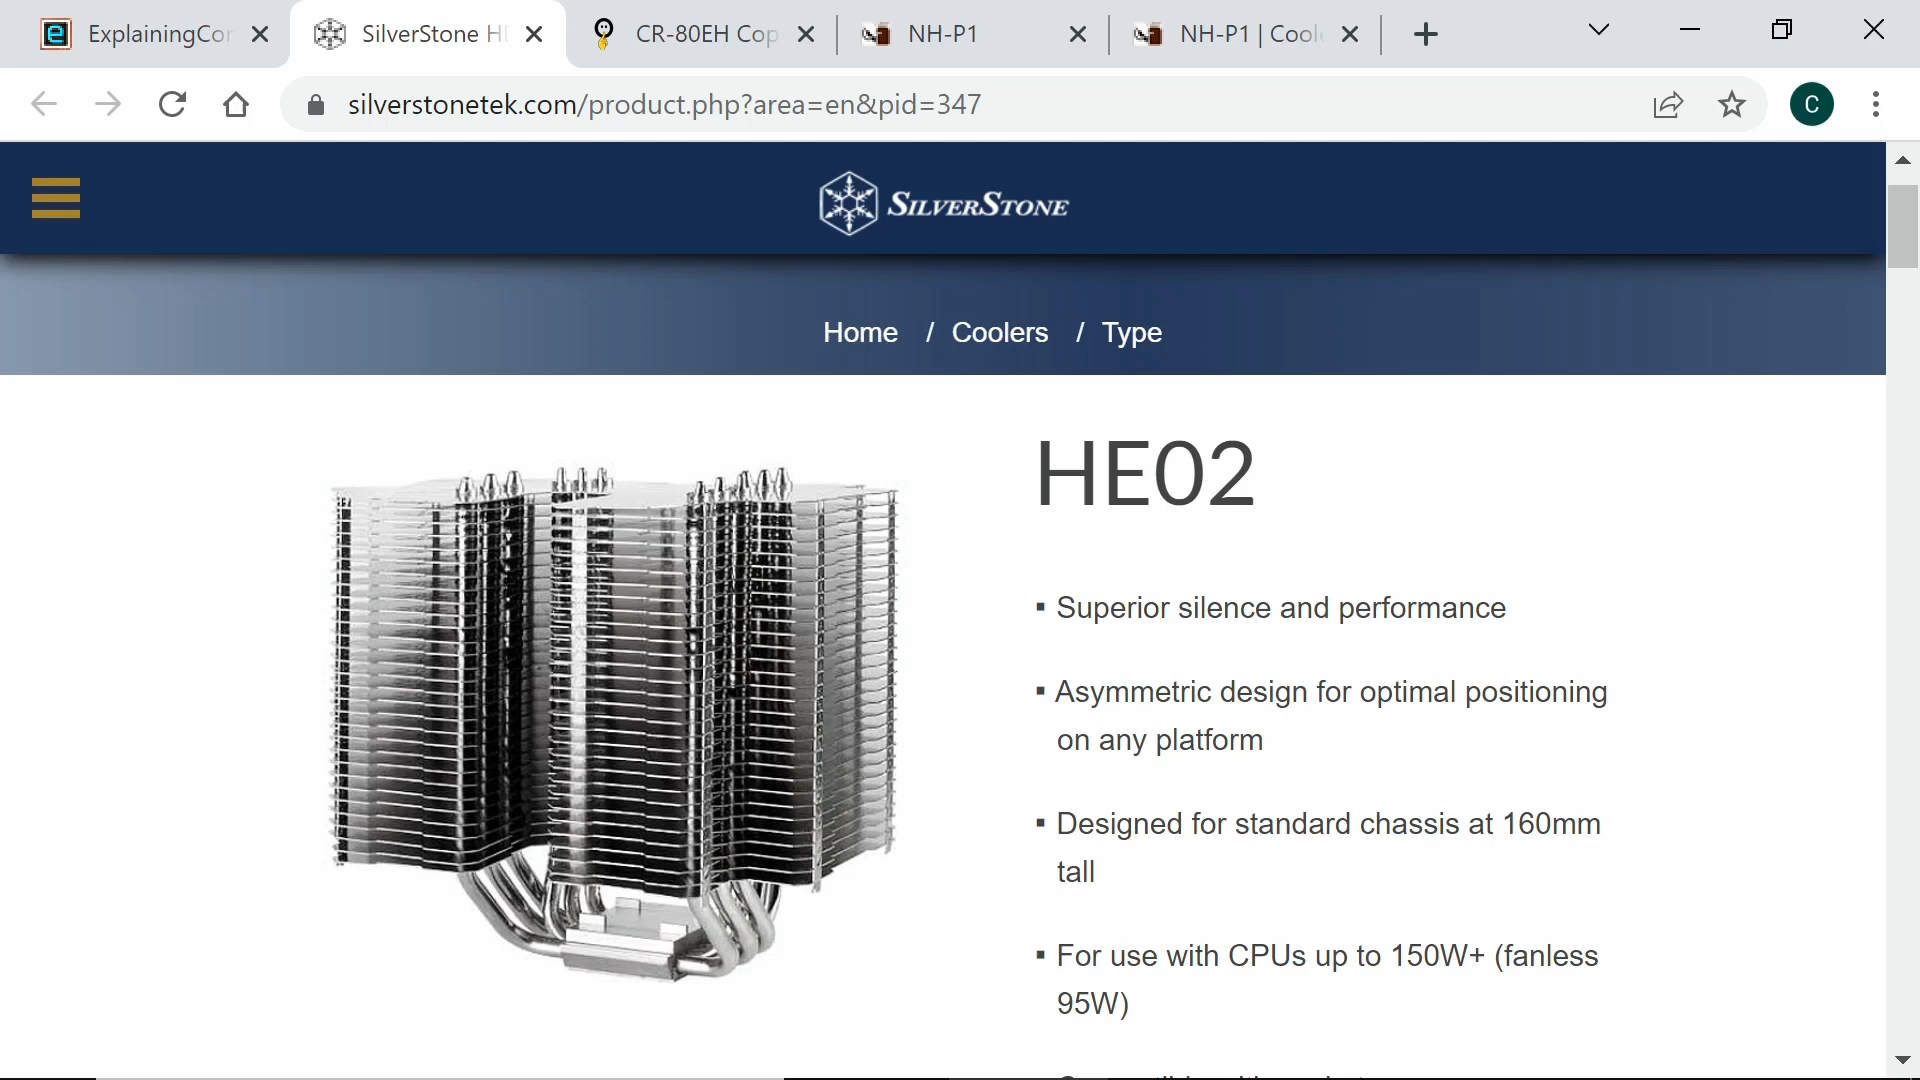 ExplainingCo
SilverStone H
CR-80EH Cop
NH-P1
NH-P1 | Cool
silverstonetek.com/product.php?area=en&pid=347
C
SILVERSTONE
Home / Coolers / Type
HE02
▪ Superior silence and performance
▪ Asymmetric design for optimal positioning
on any platform
▪ Designed for standard chassis at 160mm
tall
▪ For use with CPUs up to 150W+ (fanless
95W)